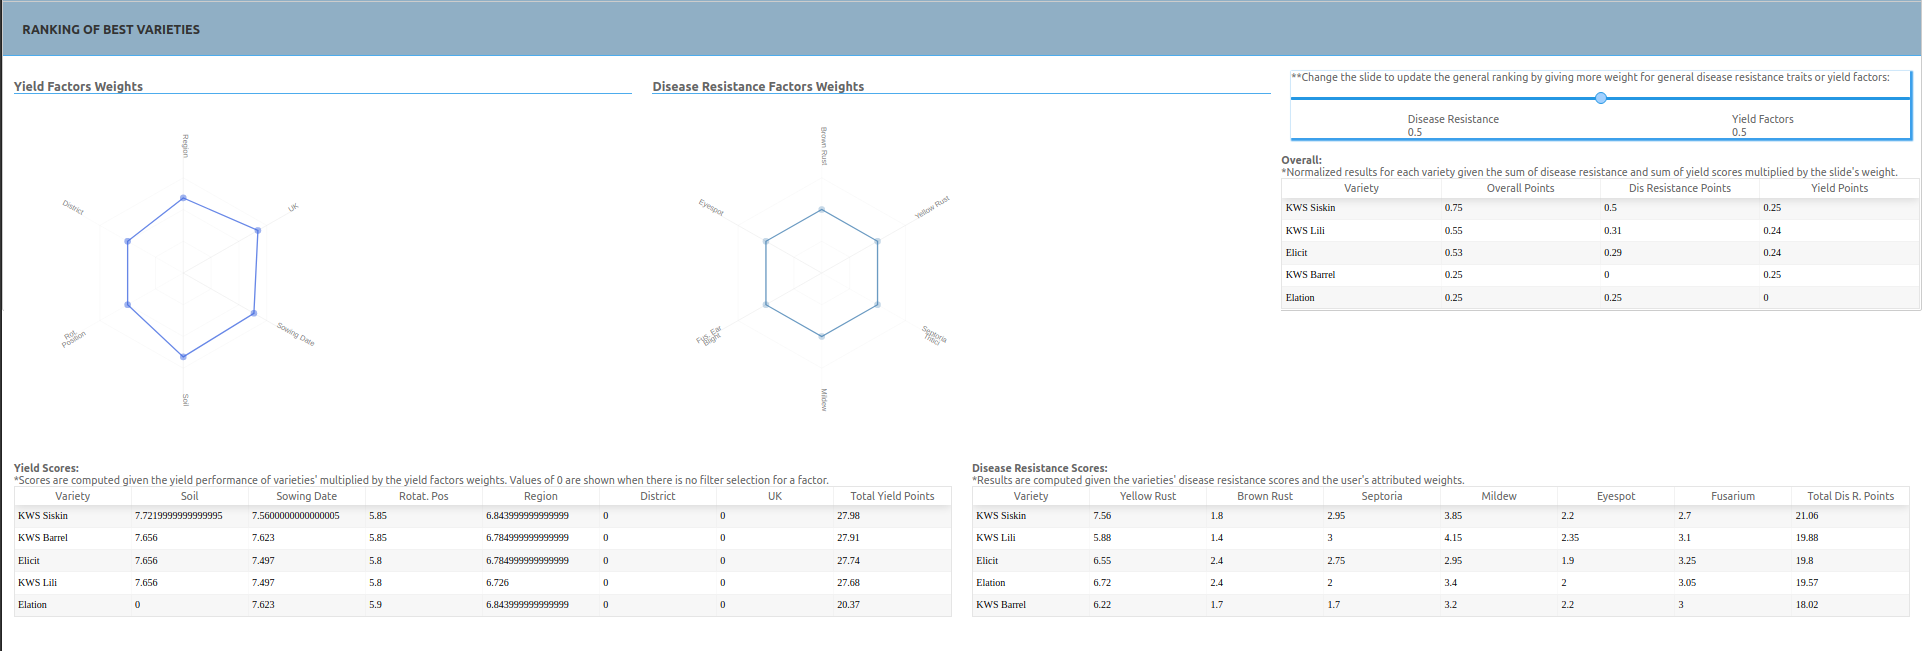 RANKING OF BEST VARIETIES
Yield Factors Weights
Region
UK
Sowing Date
Soil
Rot.
Position
District
Disease Resistance Factors Weights
Brown Rust
Yellow Rust
Septoria
Tritici
Mildew
Fus. Ear
Blight
Eyespot
**Change the slide to update the general ranking by giving more weight for general disease resistance traits or yield factors:
Disease Resistance Yield Factors
0.5 0.5
Overall:
*Normalized results for each variety given the sum of disease resistance and sum of yield scores multiplied by the slide's weight.
Variety Overall Points Dis Resistance Points Yield Points
KWS Siskin 0.75 0.5 0.25
KWS Lili 0.55 0.31 0.24
Elicit 0.53 0.29 0.24
KWS Barrel 0.25 0 0.25
Elation 0.25 0.25 0
Yield Scores:
*Scores are computed given the yield performance of varieties' multiplied by the yield factors weights. Values of 0 are shown when there is no filter selection for a factor.
Variety Soil Sowing Date Rotat. Pos Region District UK Total Yield Points
KWS Siskin 7.7219999999999995 7.5600000000000005 5.85 6.843999999999999 0 0 27.98
KWS Barrel 7.656 7.623 5.85 6.784999999999999 0 0 27.91
Elicit 7.656 7.497 5.8 6.784999999999999 0 0 27.74
KWS Lili 7.656 7.497 5.8 6.726 0 0 27.68
Elation 0 7.623 5.9 6.843999999999999 0 0 20.37
Disease Resistance Scores:
*Results are computed given the varieties' disease resistance scores and the user's attributed weights.
Variety Yellow Rust Brown Rust Septoria Mildew Eyespot Fusarium Total Dis R. Points
KWS Siskin 7.56 1.8 2.95 3.85 2.2 2.7 21.06
KWS Lili 5.88 1.4 3 4.15 2.35 3.1 19.88
Elicit 6.55 2.4 2.75 2.95 1.9 3.25 19.8
Elation 6.72 2.4 2 3.4 2 3.05 19.57
KWS Barrel 6.22 1.7 1.7 3.2 2.2 3 18.02